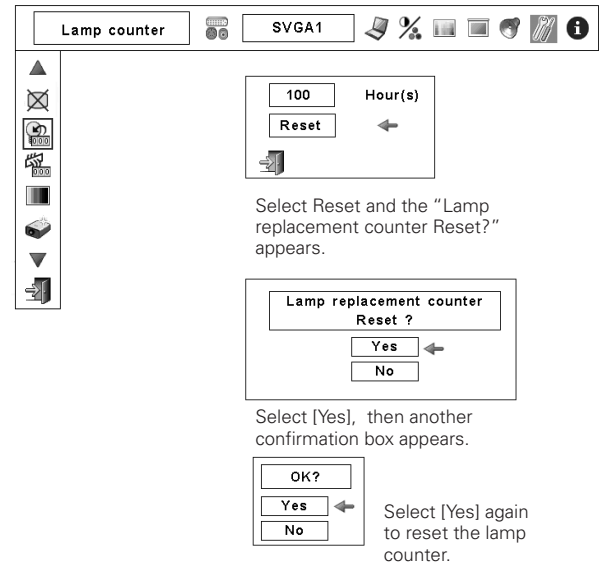 Lamp counter
SVGA1
100 Hour(s)
Reset
Select Reset and the “Lamp
replacement counter Reset?”
appears.
Lamp replacement counter
Reset ?
Yes
No
Select [Yes], then another
confirmation box appears.
OK?
Yes
No
Select [Yes] again
to reset the lamp
counter.